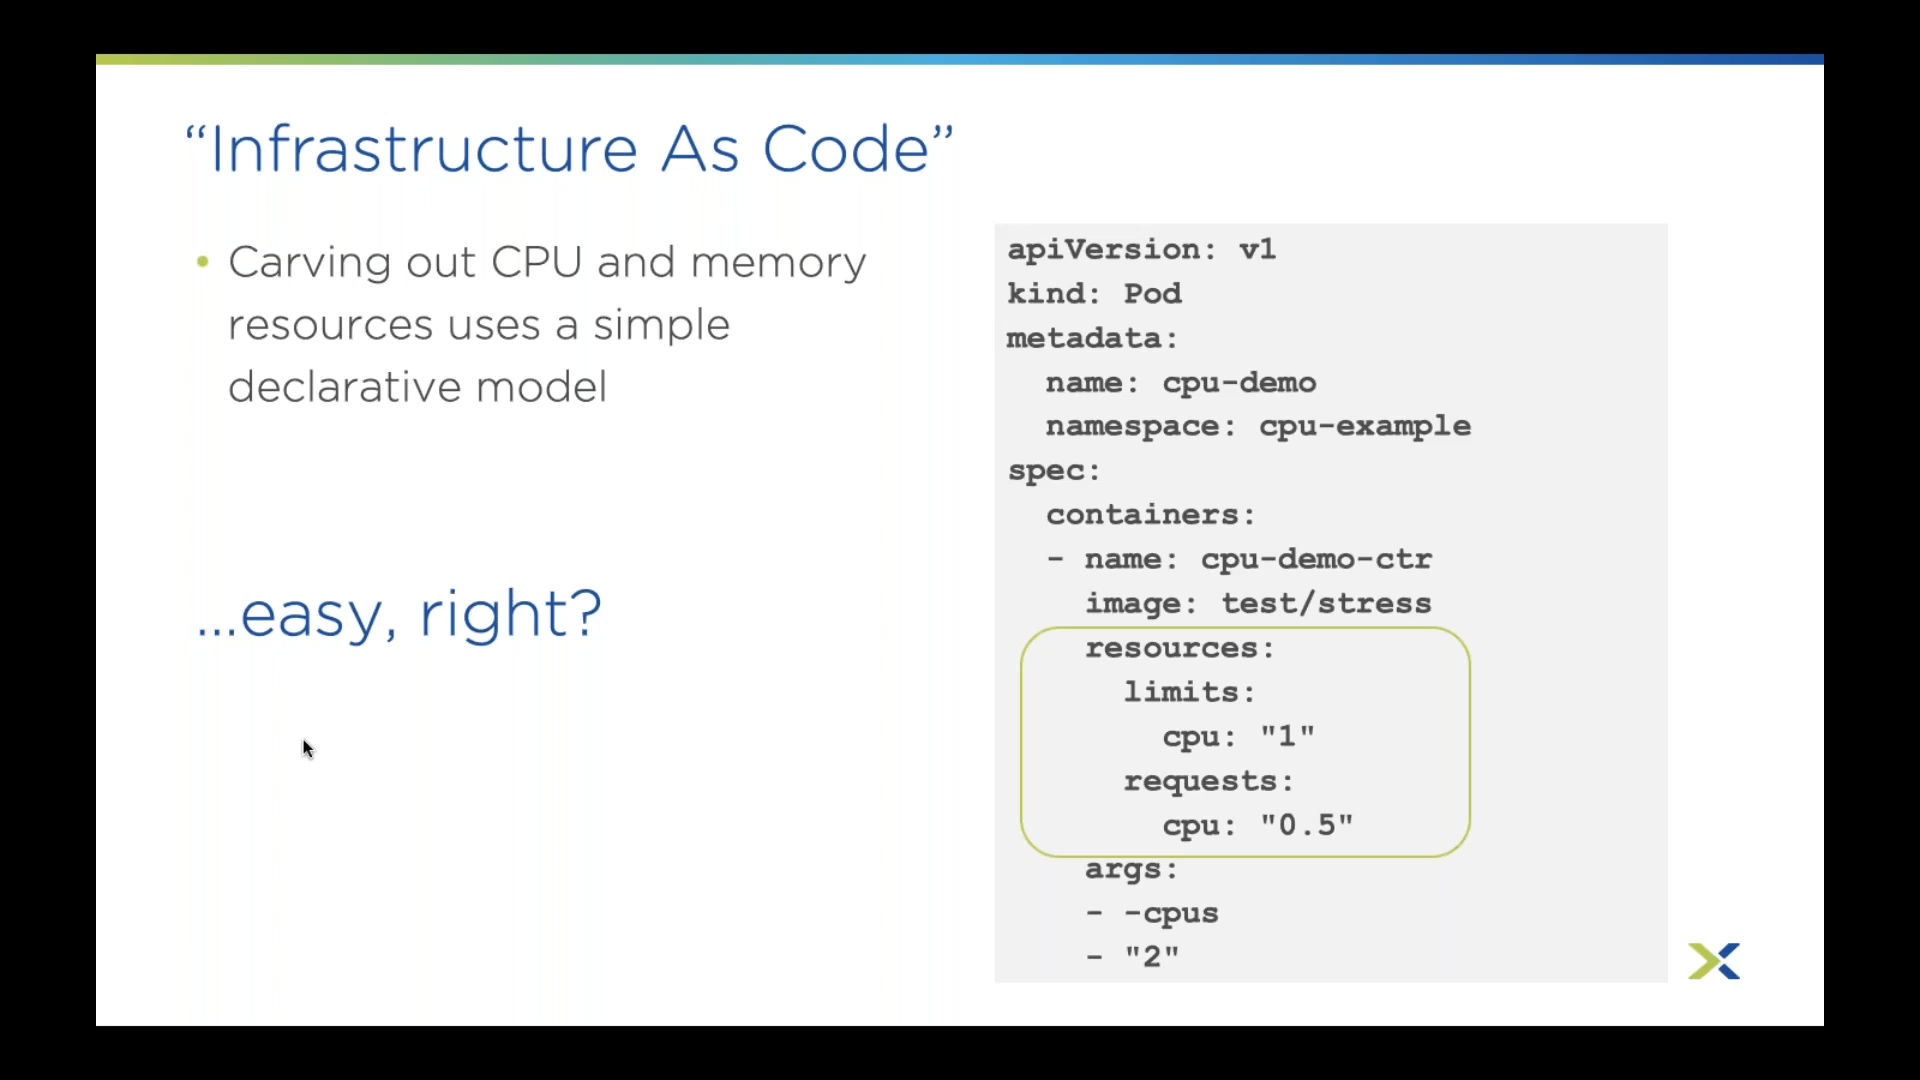 “Infrastructure As Code”
• Carving out CPU and memory
resources uses a simple
declarative model
...easy, right?
apiVersion: v1
kind: Pod
metadata:
  name: cpu-demo
  namespace: cpu-example
spec:
  containers:
  - name: cpu-demo-ctr
    image: test/stress
    resources:
      limits:
        cpu: "1"
      requests:
        cpu: "0.5"
    args:
    - -cpus
    - "2"